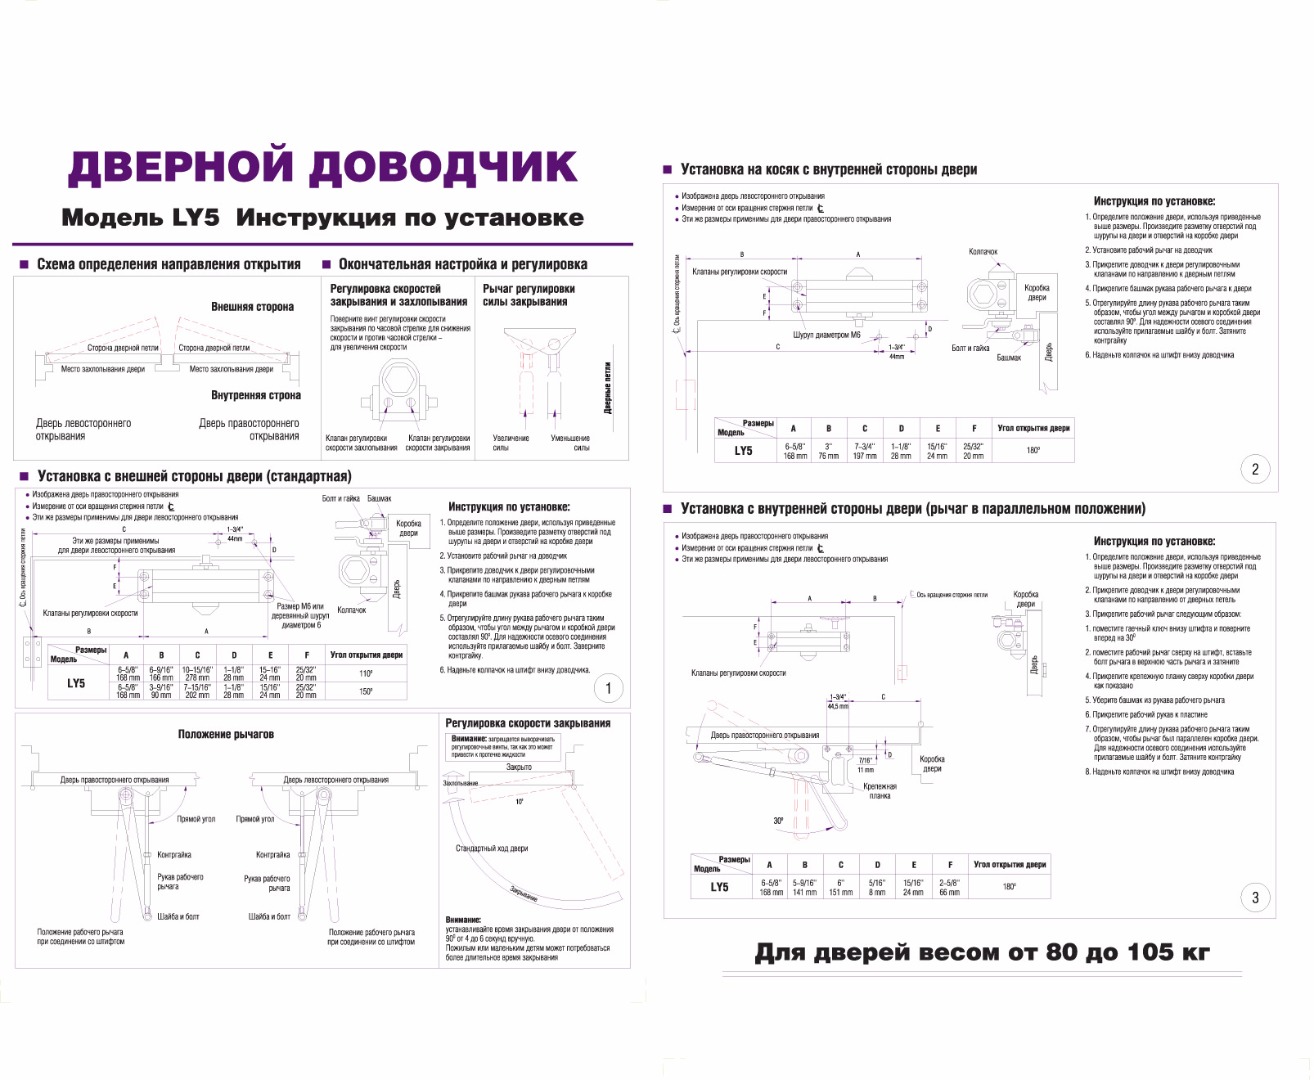 ДВЕРНОЙ ДОВОДЧИК
Модель LY5 Инструкция по установке
Схема определения направления открытия
Внешняя сторона
Сторона дверной петли
Сторона дверной петли
Место захлопывания двери
Место захлопывания двери
Внутренняя строна
Дверь левостороннего
открывания
Дверь правостороннего
открывания
Окончательная настройка и регулировка
Регулировка скоростей
закрывания и захлопывания
Поверните винт регулировки скорости
закрывания по часовой стрелке для снижения
скорости и против часовой стрелки –
для увеличения скорости
Клапан регулировки
скорости захлопывания
Клапан регулировки
скорости закрывания
Рычаг регулировки
силы закрывания
Дверные петли
Увеличение
силы
Уменьшение
силы
Установка с внешней стороны двери (стандартная)
• Изображена дверь правостороннего открывания
• Измерение от оси вращения стержня петли
• Эти же размеры применимы для двери левостороннего открывания
Ось вращения стержня петли
C
1–3/4"
44mm
Эти же размеры применимы
для двери левостороннего открывания
D
F
E
Клапаны регулировки скорости
Размер М6 или
деревянный шуруп
диаметром 6
B
A
Болт и гайка
Башмак
Коробка
двери
Дверь
Колпачок
Размеры
Модель
A B C D E F Угол открытия двери
LY5
6–5/8" 6–9/16" 10–15/16" 1–1/8" 15–16" 25/32"
168 mm 166 mm 278 mm 28 mm 24 mm 20 mm
110⁰
6–5/8" 3–9/16" 7–15/16" 1–1/8" 15/16" 25/32"
168 mm 90 mm 202 mm 28 mm 24 mm 20 mm
150⁰
Инструкция по установке:
1. Определите положение двери, используя приведенные
выше размеры. Произведите разметку отверстий под
шурупы на двери и отверстий на коробке двери
2. Установите рабочий рычаг на доводчик
3. Прикрепите доводчик к двери регулировочными
клапанами по направлению к дверным петлям
4. Прикрепите башмак рукава рабочего рычага к коробке
двери
5. Отрегулируйте длину рукава рабочего рычага таким
образом, чтобы угол между рычагом и коробкой двери
составлял 90⁰. Для надежности осевого соединения
используйте прилагаемые шайбу и болт. Заверните
контргайку.
6. Наденьте колпачок на штифт внизу доводчика.
1
Положение рычагов
Дверь правостороннего открывания
Дверь левостороннего открывания
Прямой угол
Прямой угол
Контргайка
Контргайка
Рукав рабочего
рычага
Рукав рабочего
рычага
Шайба и болт
Шайба и болт
Положение рабочего рычага
при соединении со штифтом
Положение рабочего рычага
при соединении со штифтом
Регулировка скорости закрывания
Внимание: запрещается выворачивать
регулировочные винты, так как это может
привести к протечке жидкости
Закрыто
Захлопывание
10⁰
Стандартный ход двери
Закрывание
Внимание:
устанавливайте время закрывания двери от положения
90⁰ от 4 до 6 секунд вручную.
Пожилым или маленьким детям может потребоваться
более длительное время закрывания
Установка на косяк с внутренней стороны двери
• Изображена дверь левостороннего открывания
• Измерение от оси вращения стержня петли
• Эти же размеры применимы для двери правостороннего открывания
Ось вращения стержня петли
B
A
Клапаны регулировки скорости
E
F
Шуруп диаметром М6
D
C
1–3/4"
44mm
Колпачок
Коробка
двери
Болт и гайка
Башмак
Дверь
Размеры
Модель
A B C D E F Угол открытия двери
LY5
6–5/8" 3" 7–3/4" 1–1/8" 15/16" 25/32"
168 mm 76 mm 197 mm 28 mm 24 mm 20 mm
180⁰
Инструкция по установке:
1. Определите положение двери, используя приведенные
выше размеры. Произведите разметку отверстий под
шурупы на двери и отверстий на коробке двери
2. Установите рабочий рычаг на доводчик
3. Прикрепите доводчик к двери регулировочными
клапанами по направлению к дверным петлям
4. Прикрепите башмак рукава рабочего рычага к двери
5. Отрегулируйте длину рукава рабочего рычага таким
образом, чтобы угол между рычагом и коробкой двери
составлял 90⁰. Для надежности осевого соединения
используйте прилагаемые шайбу и болт. Затяните
контргайку
6. Наденьте колпачок на штифт внизу доводчика
2
Установка с внутренней стороны двери (рычаг в параллельном положении)
• Изображена дверь правостороннего открывания
• Измерение от оси вращения стержня петли
• Эти же размеры применимы для двери левостороннего открывания
A
B
Ось вращения стержня петли
F
E
Клапаны регулировки скорости
Коробка
двери
Дверь
1–3/4"
44,5 mm
C
Дверь правостороннего открывания
7/16"
11 mm
D
Коробка
двери
Крепежная
планка
30⁰
Размеры
Модель
A B C D E F Угол открытия двери
LY5
6–5/8" 5–9/16" 6" 5/16" 15/16" 2–5/8"
168 mm 141 mm 151 mm 8 mm 24 mm 66 mm
180⁰
Инструкция по установке:
1. Определите положение двери, используя приведенные
выше размеры. Произведите разметку отверстий под
шурупы на двери и отверстий на коробке двери
2. Прикрепите доводчик к двери регулировочными
клапанами по направлению от дверных петель
3. Прикрепите рабочий рычаг следующим образом:
1. поместите гаечный ключ внизу штифта и поверните
вперед на 30⁰
2. поместите рабочий рычаг сверху на штифт, вставьте
болт рычага в верхнюю часть рычага и затяните
4. Прикрепите крепежную планку сверху коробки двери
как показано
5. Уберите башмак из рукава рабочего рычага
6. Прикрепите рабочий рукав к пластине
7. Отрегулируйте длину рукава рабочего рычага таким
образом, чтобы рычаг был параллелен коробке двери.
Для надежности осевого соединения используйте
прилагаемые шайбу и болт. Затяните контргайку
8. Наденьте колпачок на штифт внизу доводчика
3
Для дверей весом от 80 до 105 кг